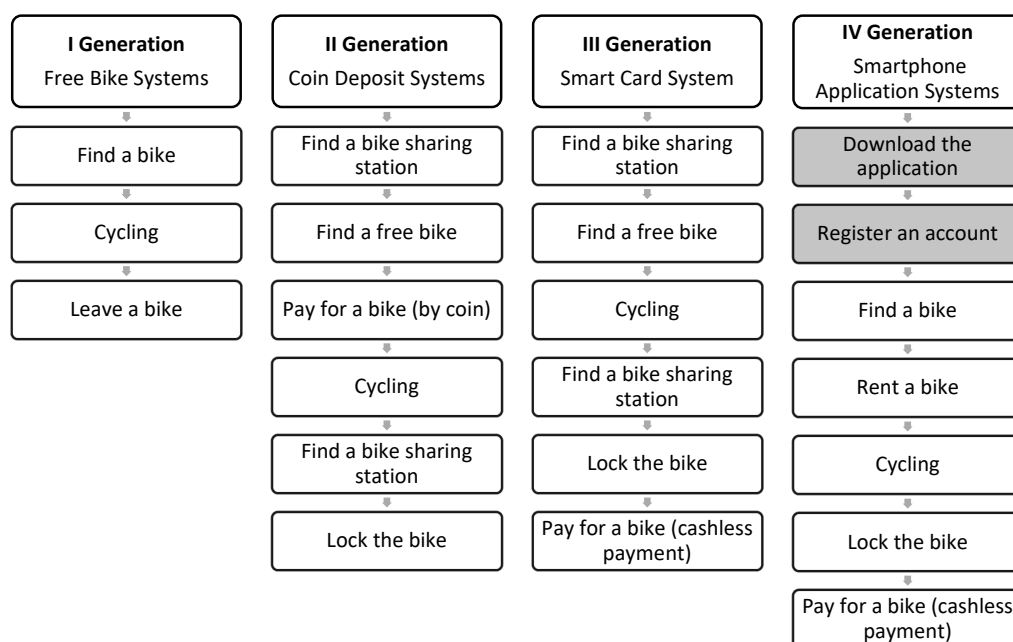 I Generation
Free Bike Systems
Find a bike
Cycling
Leave a bike
II Generation
Coin Deposit Systems
Find a bike sharing
station
Find a free bike
Pay for a bike (by coin)
Cycling
Find a bike sharing
station
Lock the bike
III Generation
Smart Card System
Find a bike sharing
station
Find a free bike
Cycling
Find a bike sharing
station
Lock the bike
Pay for a bike (cashless
payment)
IV Generation
Smartphone
Application Systems
Download the
application
Register an account
Find a bike
Rent a bike
Cycling
Lock the bike
Pay for a bike (cashless
payment)